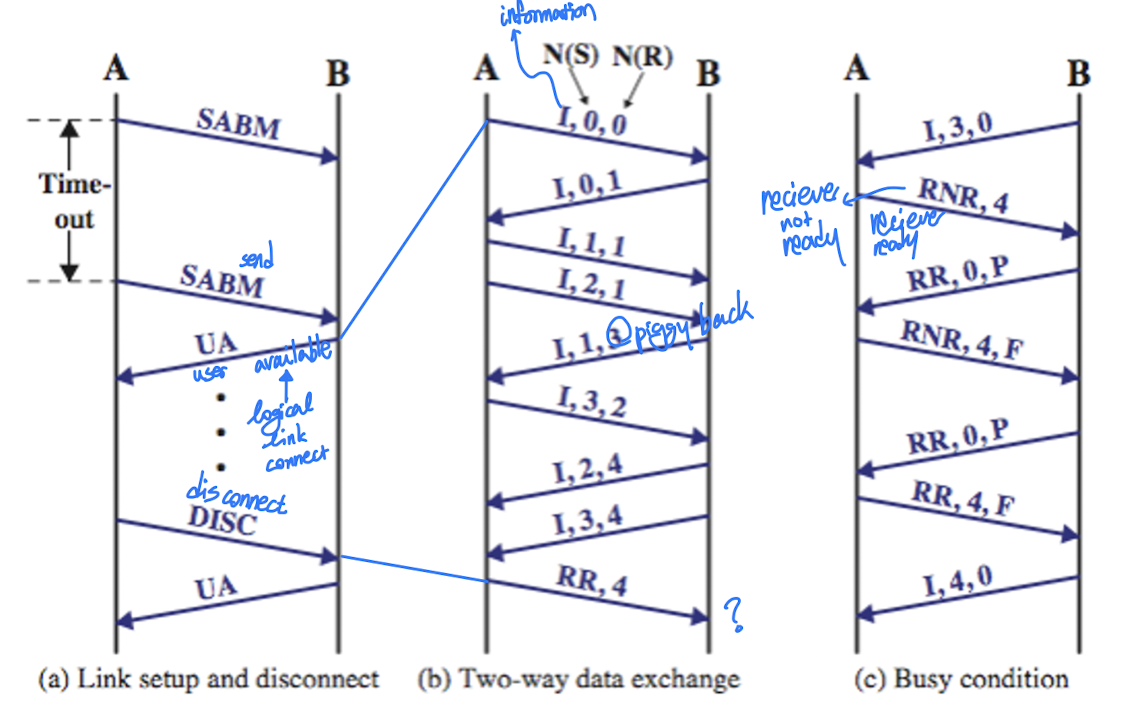 information
A
B
SABM
Time-
out
send
SABM
UA
user available
logical
link
connect
disconnect
DISC
UA
(a) Link setup and disconnect
A
N(S) N(R)
B
I, 0, 0
I, 0, 1
I, 1, 1
I, 2, 1
I, 1, 3 piggy back
I, 3, 2
I, 2, 4
I, 3, 4
RR, 4
?
(b) Two-way data exchange
A
B
I, 3, 0
RNR, 4
reciever
not
ready
reciever
ready
RR, 0, P
RNR, 4, F
RR, 0, P
RR, 4, F
I, 4, 0
(c) Busy condition